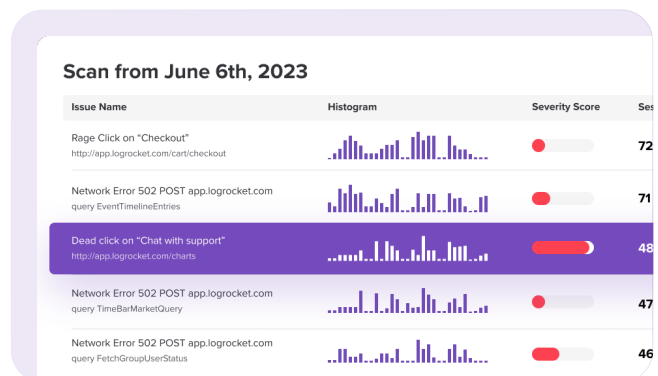 Scan from June 6th, 2023
Issue Name Histogram Severity Score
Rage Click on “Checkout”
http://app.logrocket.com/cart/checkout
72
Network Error 502 POST app.logrocket.com
query EventTimelineEntries
71
Dead click on “Chat with support”
http://app.logrocket.com/charts
48
Network Error 502 POST app.logrocket.com
query TimeBarMarketQuery
47
Network Error 502 POST app.logrocket.com
query FetchGroupUserStatus
46